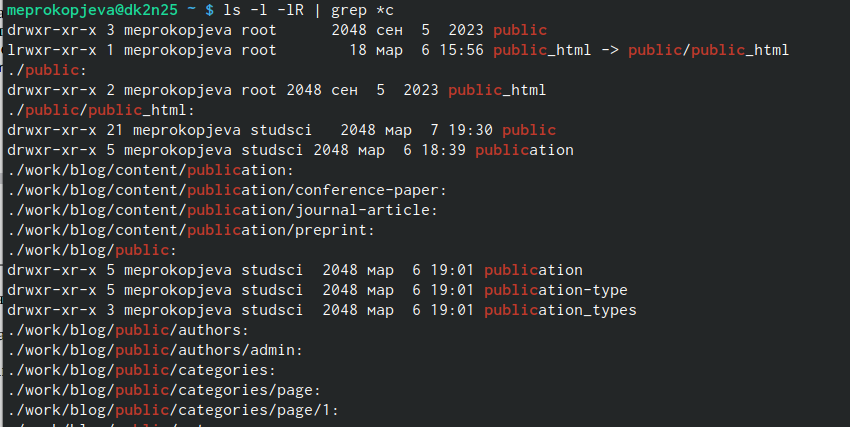 meprokopjeva@dk2n25 ~ $ ls -l -lR | grep *c
drwxr-xr-x 3 meprokopjeva root      2048 сен  5  2023 public
lrwxr-xr-x 1 meprokopjeva root        18 мар  6 15:56 public_html -> public/public_html
./public:
drwxr-xr-x 2 meprokopjeva root 2048 сен  5  2023 public_html
./public/public_html:
drwxr-xr-x 21 meprokopjeva studsci   2048 мар  7 19:30 public
drwxr-xr-x 5 meprokopjeva studsci 2048 мар  6 18:39 publication
./work/blog/content/publication:
./work/blog/content/publication/conference-paper:
./work/blog/content/publication/journal-article:
./work/blog/content/publication/preprint:
./work/blog/public:
drwxr-xr-x 5 meprokopjeva studsci  2048 мар  6 19:01 publication
drwxr-xr-x 5 meprokopjeva studsci  2048 мар  6 19:01 publication-type
drwxr-xr-x 3 meprokopjeva studsci  2048 мар  6 19:01 publication_types
./work/blog/public/authors:
./work/blog/public/authors/admin:
./work/blog/public/categories:
./work/blog/public/categories/page:
./work/blog/public/categories/page/1: